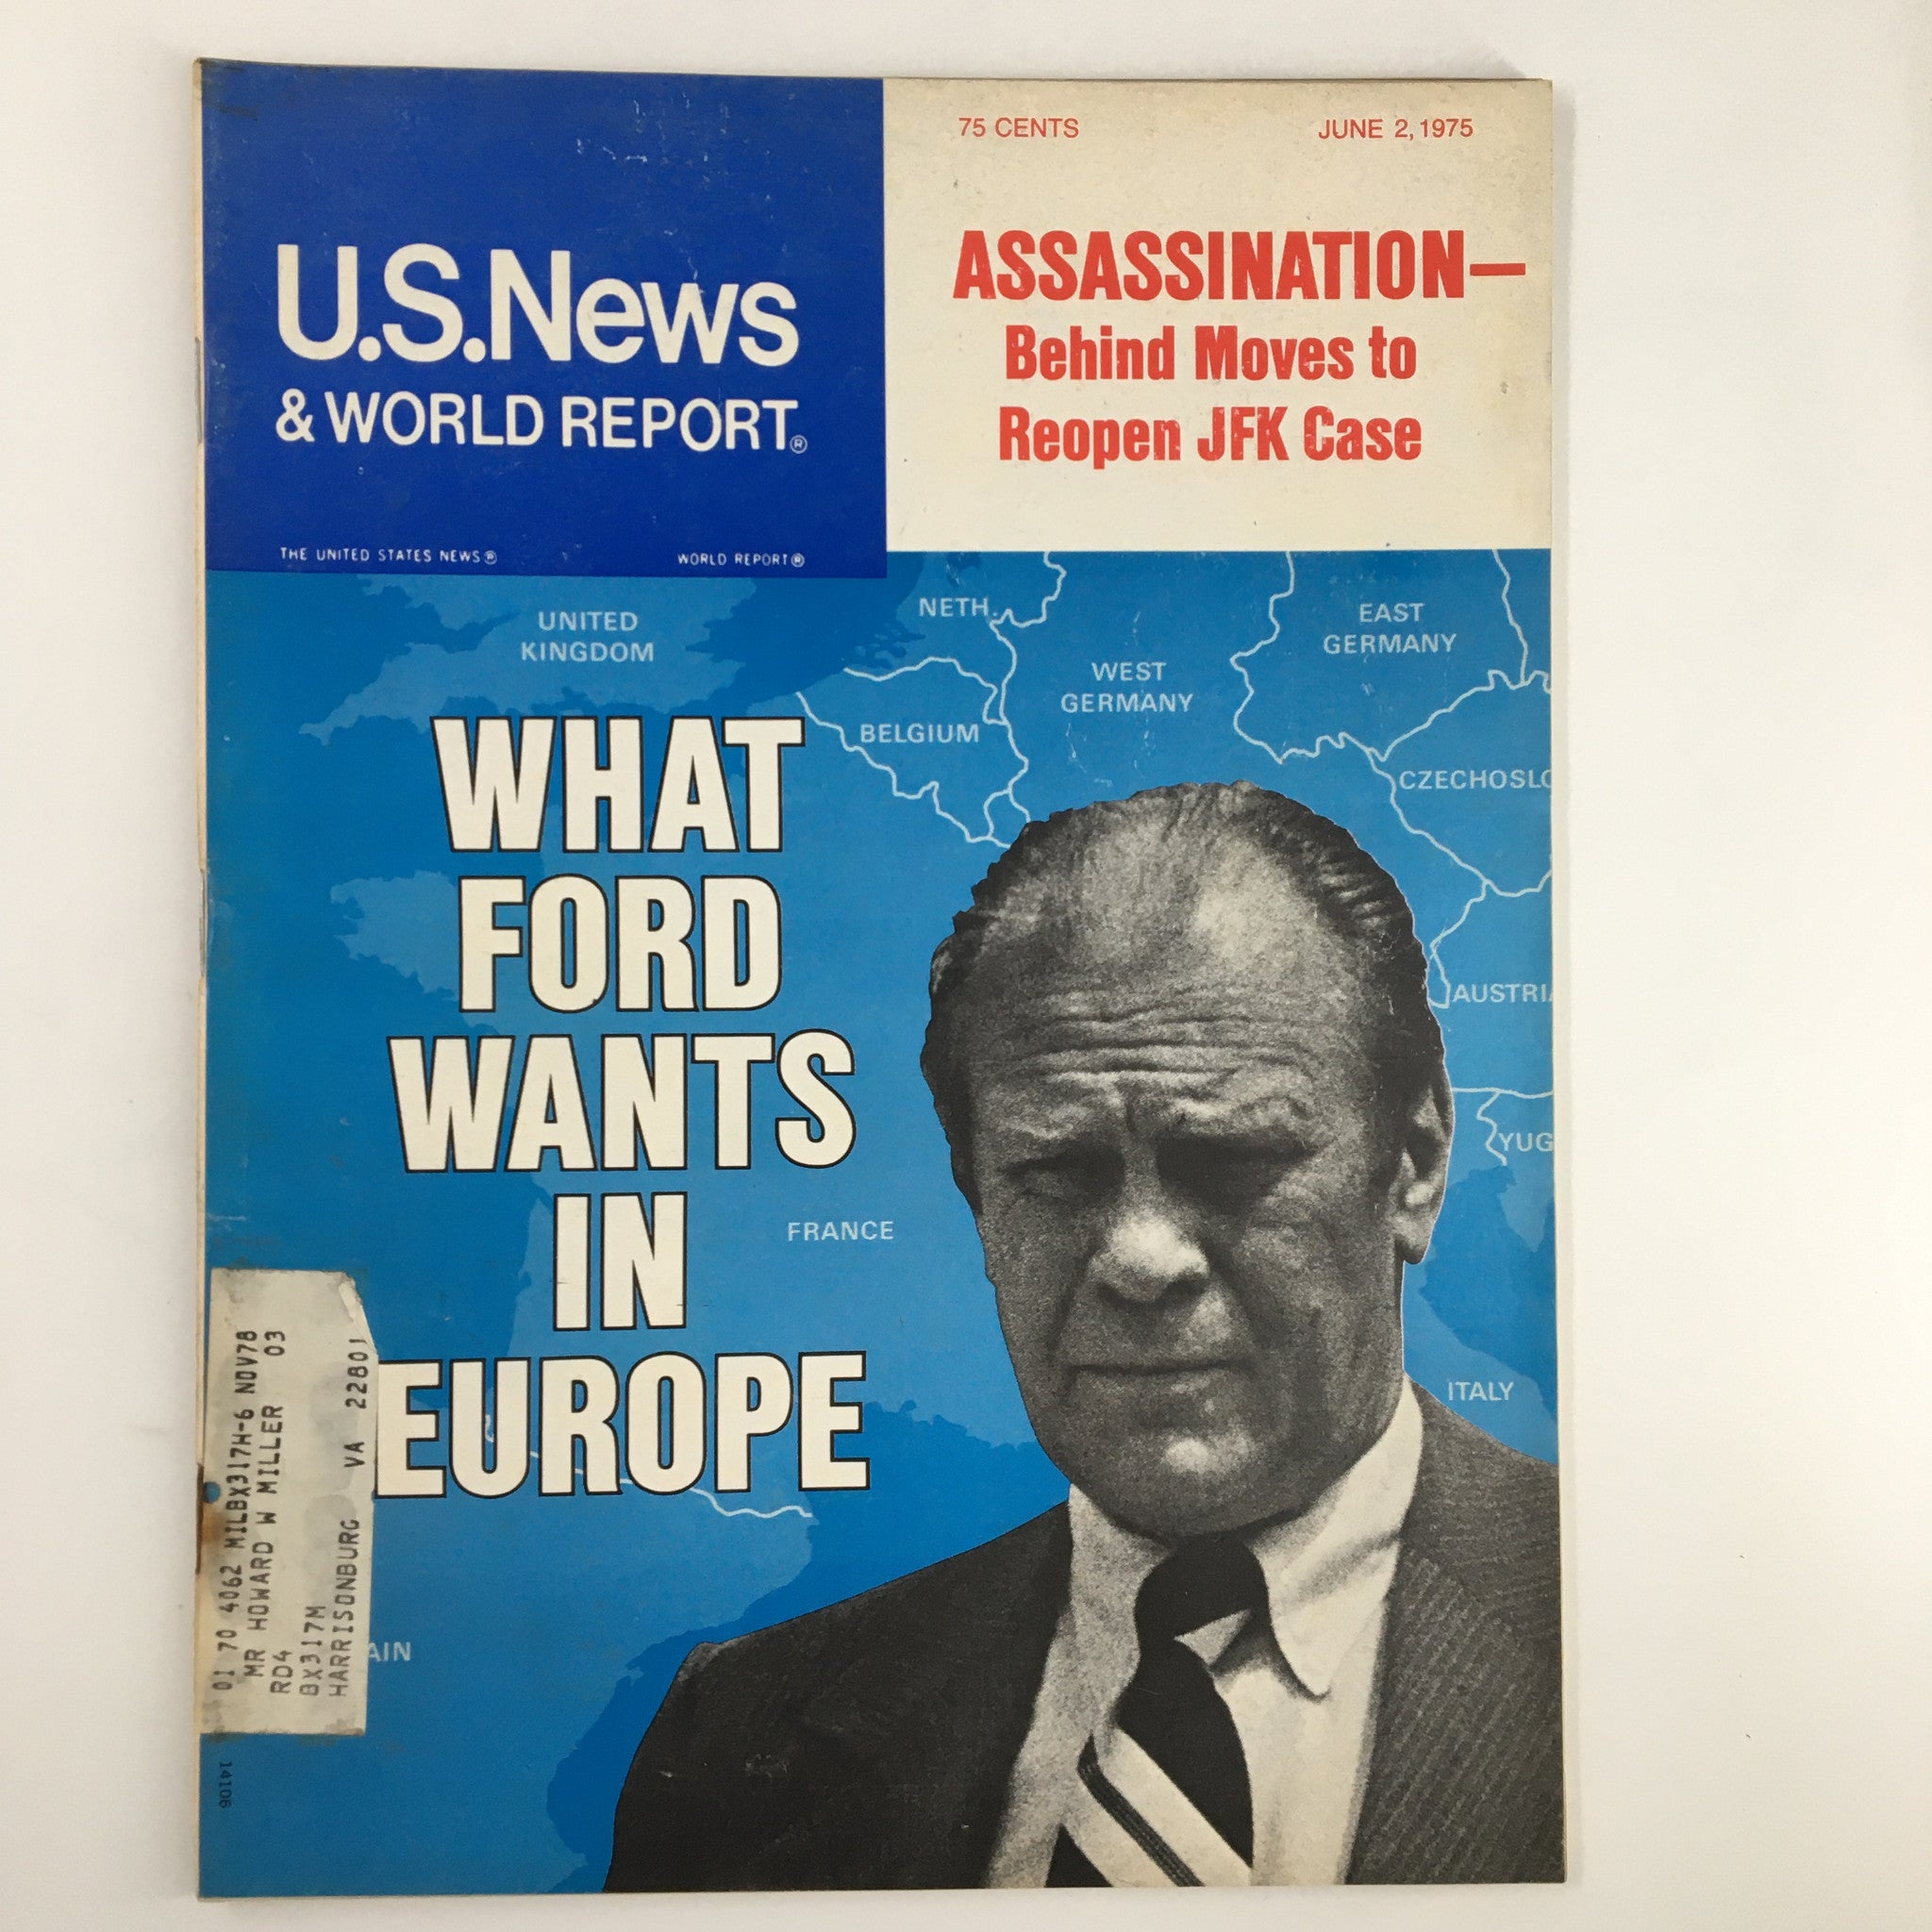 75 CENTS
JUNE 2, 1975
U.S.News
& WORLD REPORT®
THE UNITED STATES NEWS®
WORLD REPORT®
ASSASSINATION—
Behind Moves to
Reopen JFK Case
UNITED
KINGDOM
NETH.
EAST
GERMANY
WEST
GERMANY
BELGIUM
CZECHOSLO
AUSTRIA
YUG
FRANCE
ITALY
AIN
WHAT
FORD
WANTS
IN
EUROPE
01 70 4062 MILBX317H-6 NOV78
MR HOWARD W MILLER 03
RD4
BX317M
HARRISONBURG VA 22801
14106